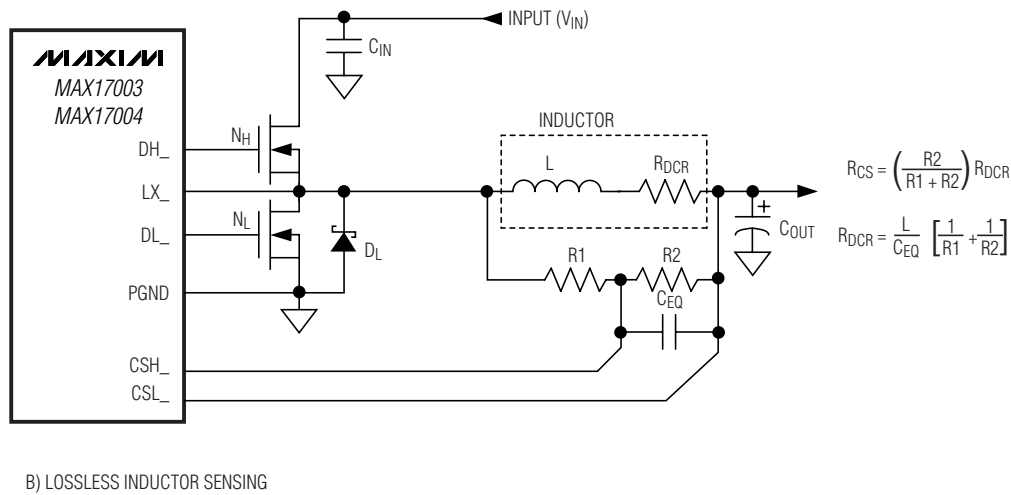 INPUT (VIN)
CIN
MAXIM
MAX17003
MAX17004
DH_
NH
LX_
DL_
NL
DL
PGND
CSH_
CSL_
INDUCTOR
L
RDCR
COUT
+
R1
R2
CEQ
RCS = (R2 / R1 + R2) RDCR
RDCR = L / CEQ [1 / R1 + 1 / R2]
B) LOSSLESS INDUCTOR SENSING